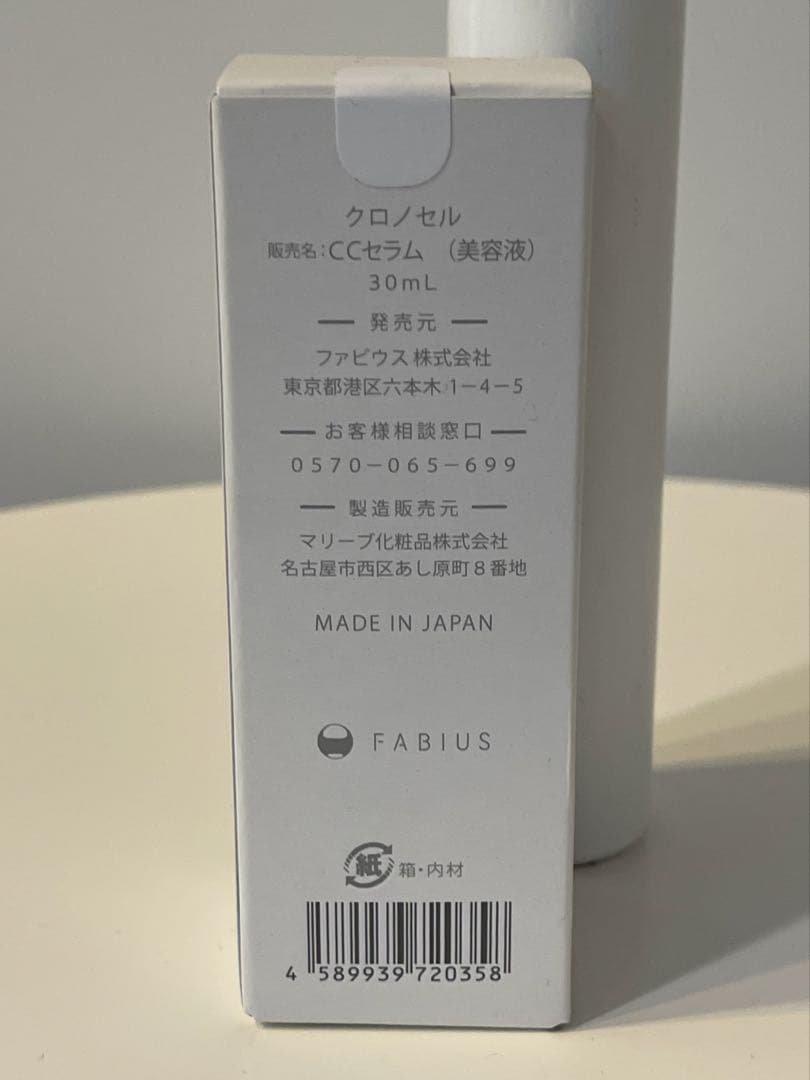 クロノセル
販売名：CCセラム （美容液）
30mL
発売元
ファビウス株式会社
東京都港区六本木 1-4-5
お客様相談窓口
0570-065-699
製造販売元
マリーブ化粧品株式会社
名古屋市西区あし原町8番地
MADE IN JAPAN
FABIUS
紙 箱・内材
4 589939 720358